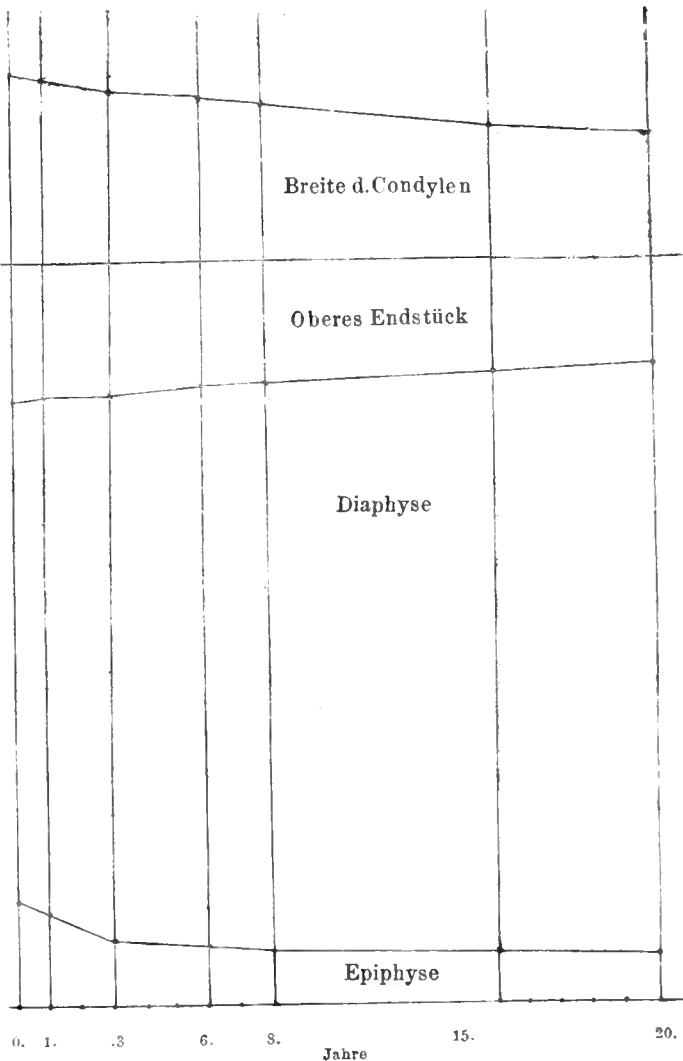 Breite d. Condylen
Oberes Endstück
Diaphyse
Epiphyse
0. 1. .3 6. 8. 15. 20.
Jahre